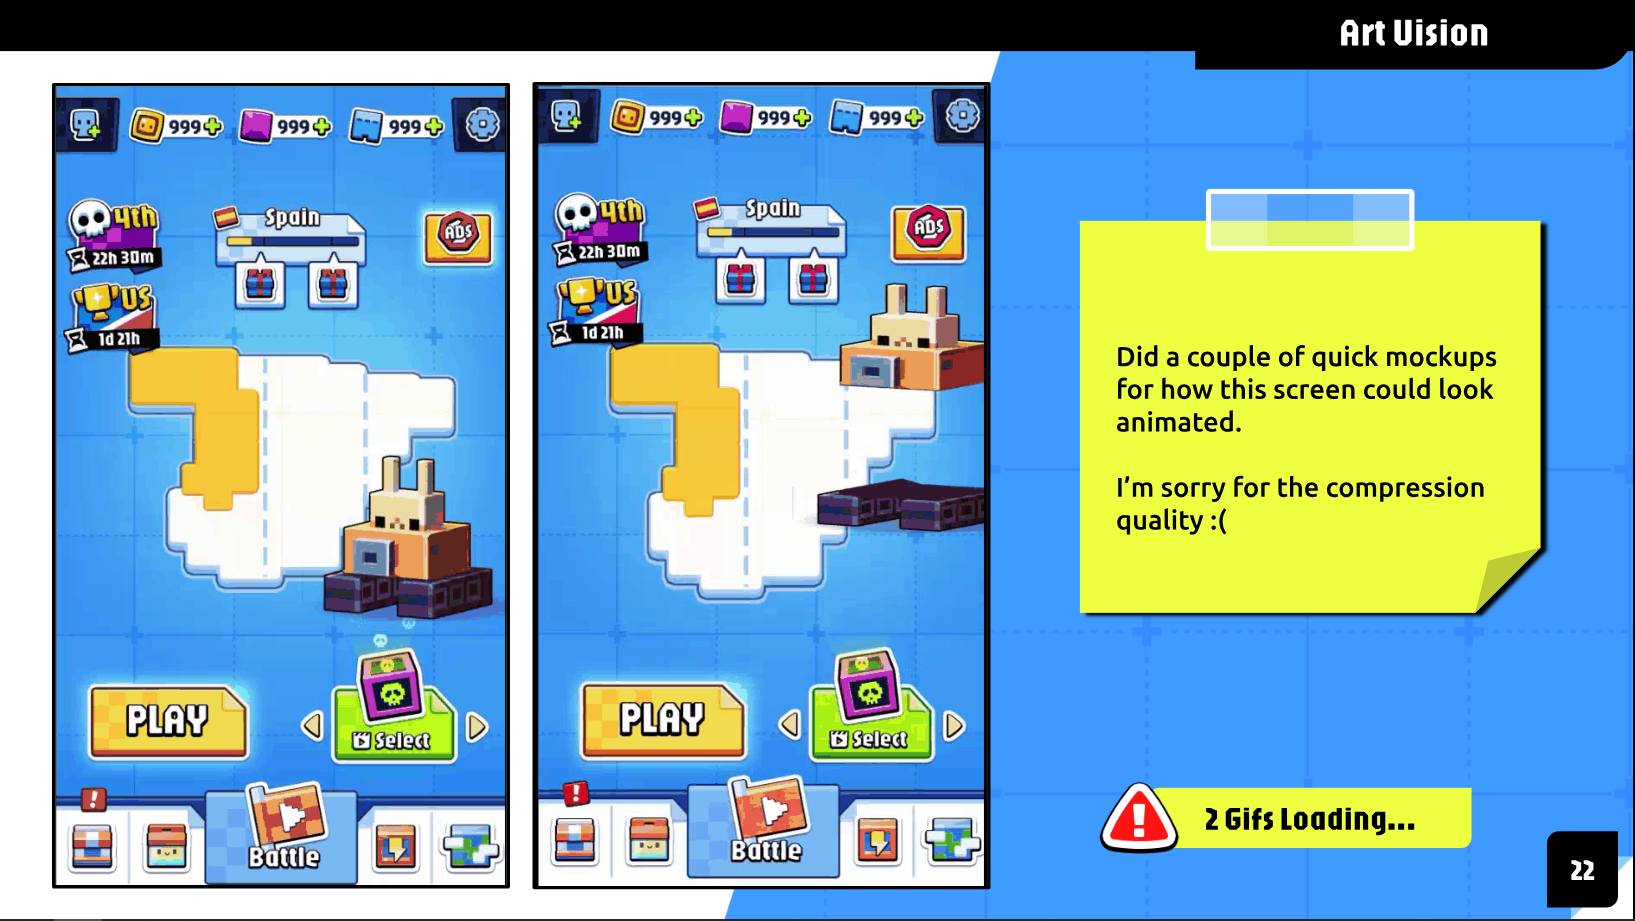 Art Vision
999
999
999
4th
22h 30m
US
1d 21h
Spain
ADS
PLAY
Select
!
Battle
999
999
999
4th
22h 30m
US
1d 21h
Spain
ADS
PLAY
Select
!
Battle
Did a couple of quick mockups
for how this screen could look
animated.
I'm sorry for the compression
quality :(
! 2 Gifs Loading...
22